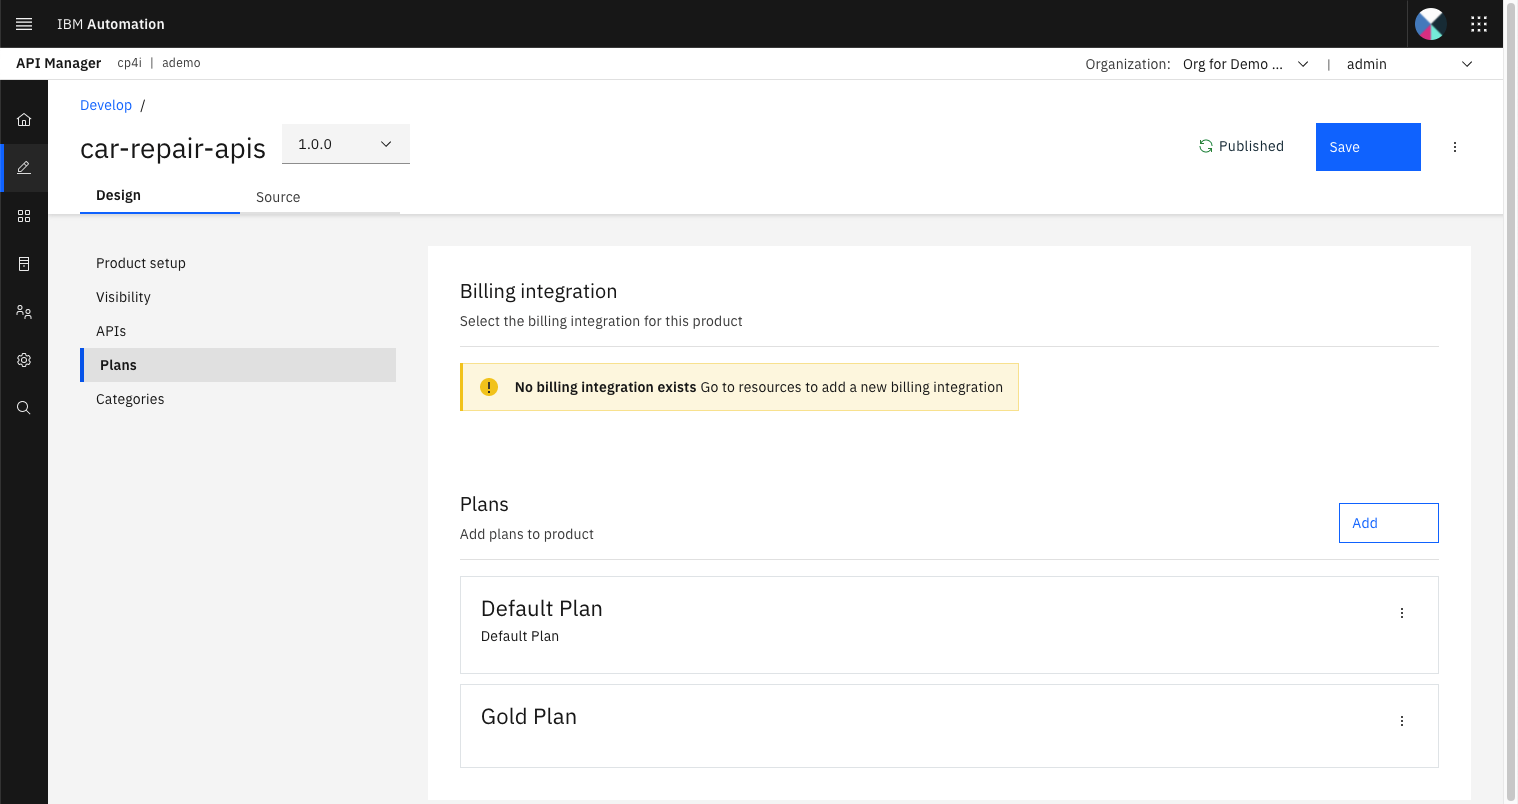 IBM Automation
API Manager cp4i | ademo Organization: Org for Demo ... | admin
Develop /
car-repair-apis 1.0.0 Published Save
Design Source
Product setup
Visibility
APIs
Plans
Categories
Billing integration
Select the billing integration for this product
No billing integration exists Go to resources to add a new billing integration
Plans
Add plans to product
Add
Default Plan
Default Plan
Gold Plan